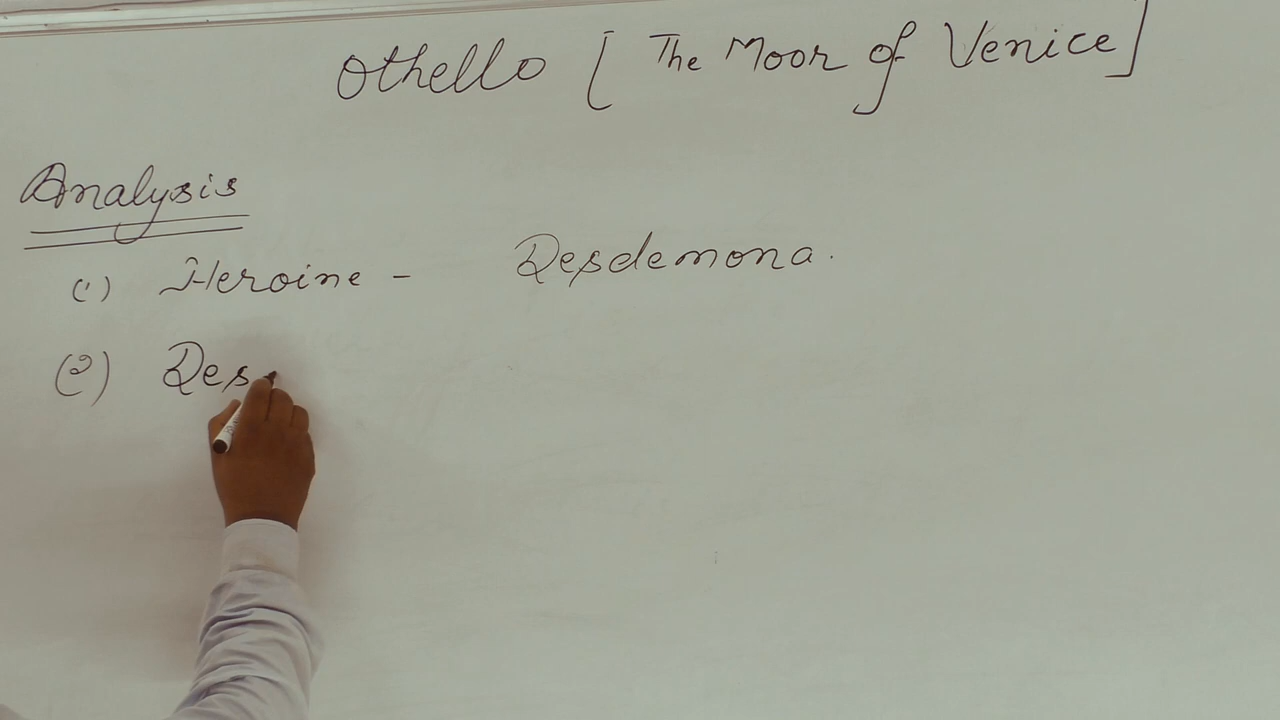 Othello [ The Moor of Venice ]
Analysis
(1) Heroine - Desdemona.
(2) Des